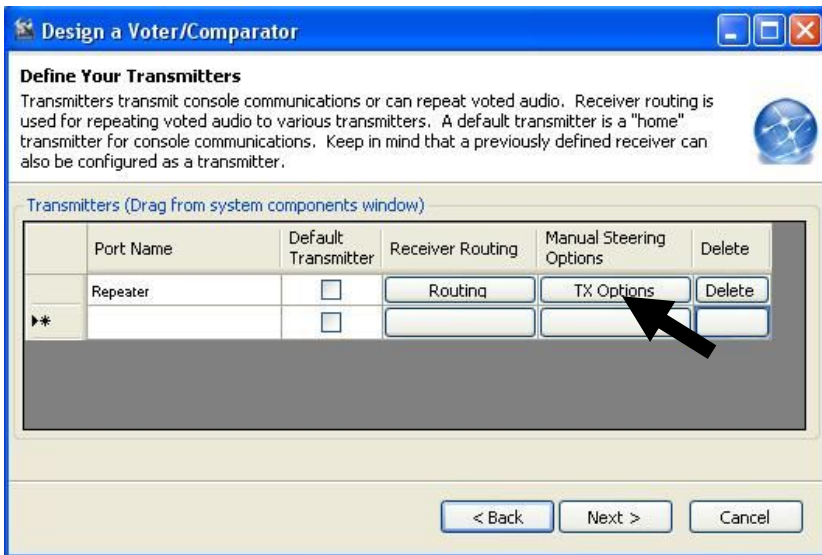 Design a Voter/Comparator
Define Your Transmitters
Transmitters transmit console communications or can repeat voted audio. Receiver routing is
used for repeating voted audio to various transmitters. A default transmitter is a "home"
transmitter for console communications. Keep in mind that a previously defined receiver can
also be configured as a transmitter.
Transmitters (Drag from system components window)
Port Name
Default
Transmitter
Receiver Routing
Manual Steering
Options
Delete
Repeater
Routing
TX Options
Delete
< Back
Next >
Cancel